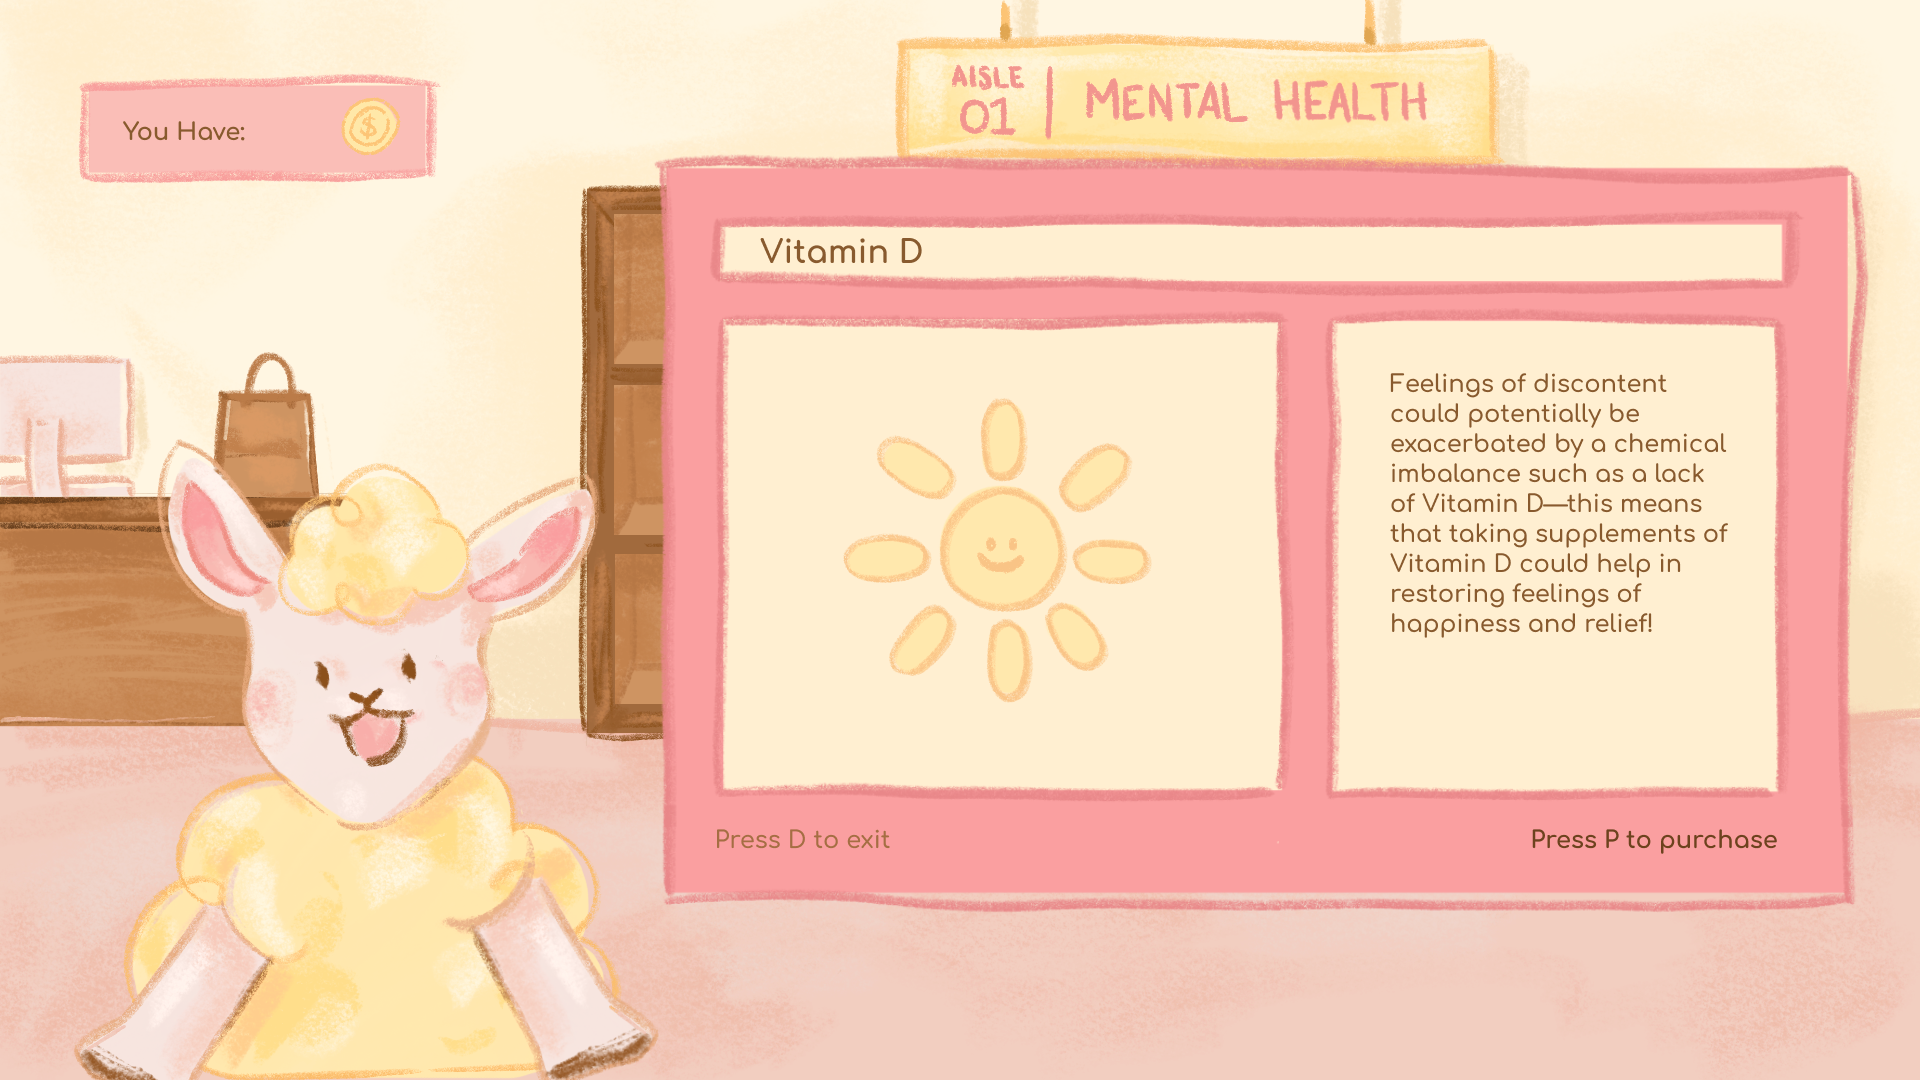 You Have:
$
AISLE
01
MENTAL HEALTH
Vitamin D
Feelings of discontent
could potentially be
exacerbated by a chemical
imbalance such as a lack
of Vitamin D—this means
that taking supplements of
Vitamin D could help in
restoring feelings of
happiness and relief!
Press D to exit
Press P to purchase